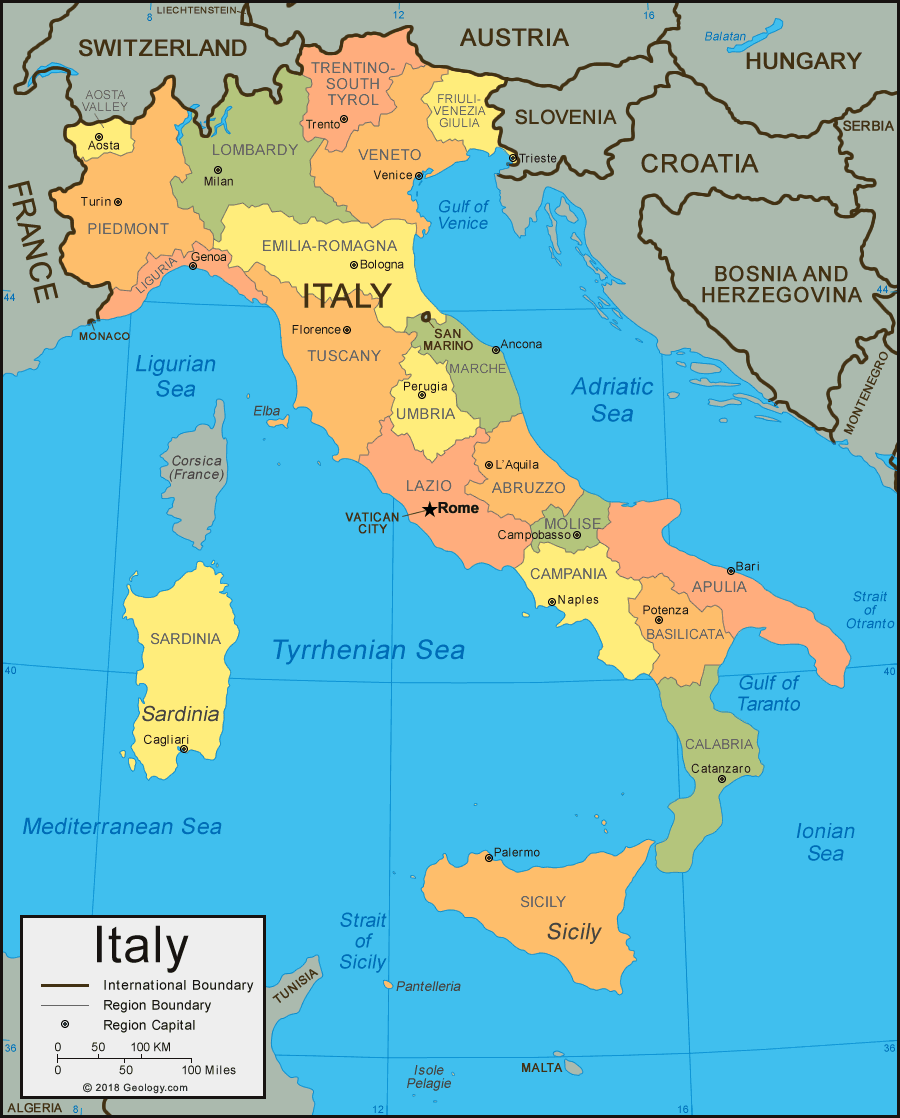 LIECHTENSTEIN
8
12
16
SWITZERLAND
AUSTRIA
Balatan
HUNGARY
TRENTINO-
SOUTH
TYROL
Trento
AOSTA
VALLEY
Aosta
FRIULI-
VENEZIA
GIULIA
SLOVENIA
SERBIA
LOMBARDY
Milan
VENETO
Venice
Trieste
CROATIA
FRANCE
Turin
PIEDMONT
Gulf of
Venice
EMILIA-ROMAGNA
Bologna
Genoa
LIGURIA
BOSNIA AND
HERZEGOVINA
44
44
ITALY
MONACO
Florence
TUSCANY
SAN
MARINO
Ancona
MARCHE
MONTENEGRO
Ligurian
Sea
Adriatic
Sea
Perugia
UMBRIA
Elba
Corsica
(France)
L'Aquila
ABRUZZO
LAZIO
Rome
VATICAN
CITY
MOLISE
Campobasso
CAMPANIA
Naples
Bari
APULIA
Potenza
BASILICATA
Strait
of
Otranto
SARDINIA
Sardinia
Cagliari
Tyrrhenian Sea
40
40
Gulf of
Taranto
CALABRIA
Catanzaro
Mediterranean Sea
Ionian
Sea
Palermo
SICILY
Sicily
Strait
of
Sicily
Pantelleria
TUNISIA
Isole
Pelagie
MALTA
36
36
Italy
International Boundary
Region Boundary
Region Capital
0 50 100 KM
0 50 100 Miles
© 2018 Geology.com
ALGERIA
8
12
16